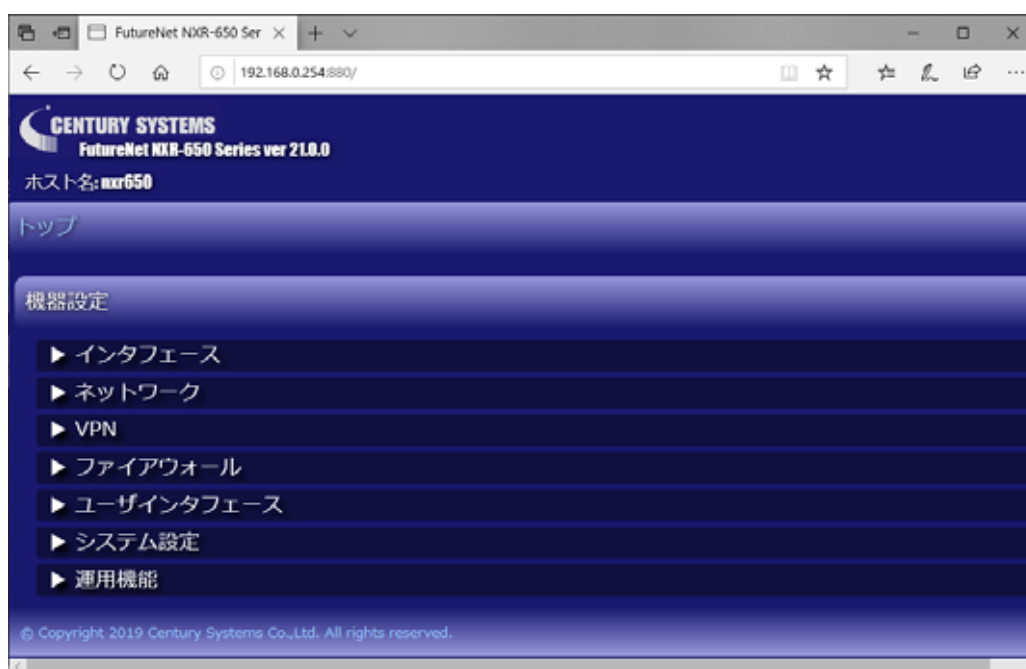 FutureNet NXR-650 Ser
192.168.0.254:880/
CENTURY SYSTEMS
FutureNet NXR-650 Series ver 21.0.0
ホスト名: nxr650
トップ
機器設定
▶ インタフェース
▶ ネットワーク
▶ VPN
▶ ファイアウォール
▶ ユーザインタフェース
▶ システム設定
▶ 運用機能
© Copyright 2019 Century Systems Co.,Ltd. All rights reserved.